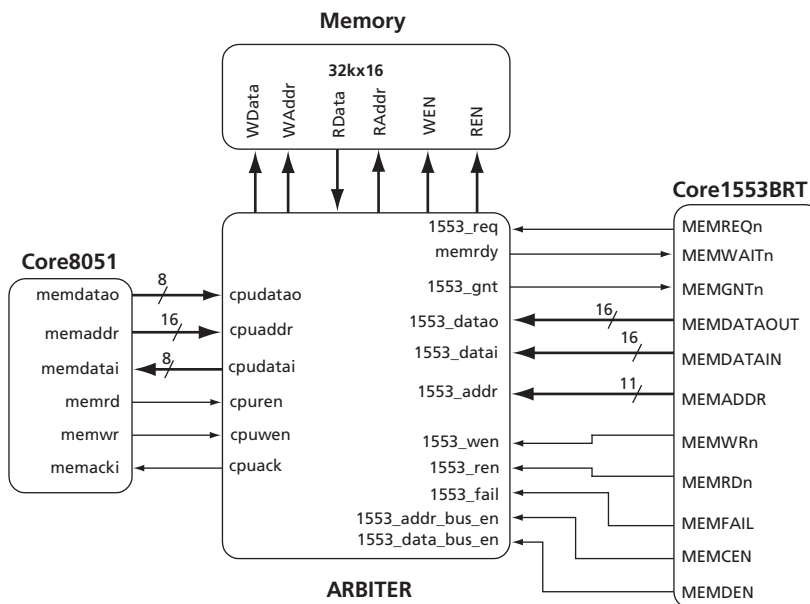 Memory
32kx16
WData
WAddr
RData
RAddr
WEN
REN
Core8051
memdatao
memaddr
memdatai
memrd
memwr
memacki
8
16
8
cpudatao
cpuaddr
cpudatai
cpuren
cpuwen
cpuack
1553_req
memrdy
1553_gnt
1553_datao
1553_datai
1553_addr
1553_wen
1553_ren
1553_fail
1553_addr_bus_en
1553_data_bus_en
ARBITER
16
16
11
Core1553BRT
MEMREQn
MEMWAITn
MEMGNTn
MEMDATAOUT
MEMDATAIN
MEMADDR
MEMWRn
MEMRDn
MEMFAIL
MEMCEN
MEMDEN